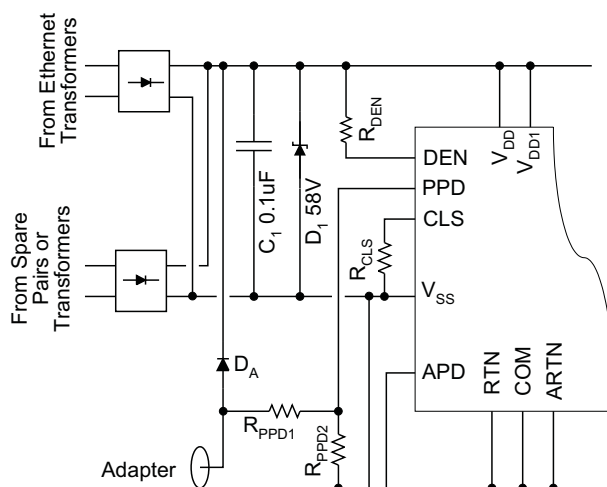 From Ethernet
Transformers
From Spare
Pairs or
Transformers
C1 0.1uF
D1 58V
RDEN
DEN
PPD
CLS
RCLS
VSS
VDD
VDD1
APD
RTN
COM
ARTN
DA
RPPD1
RPPD2
Adapter